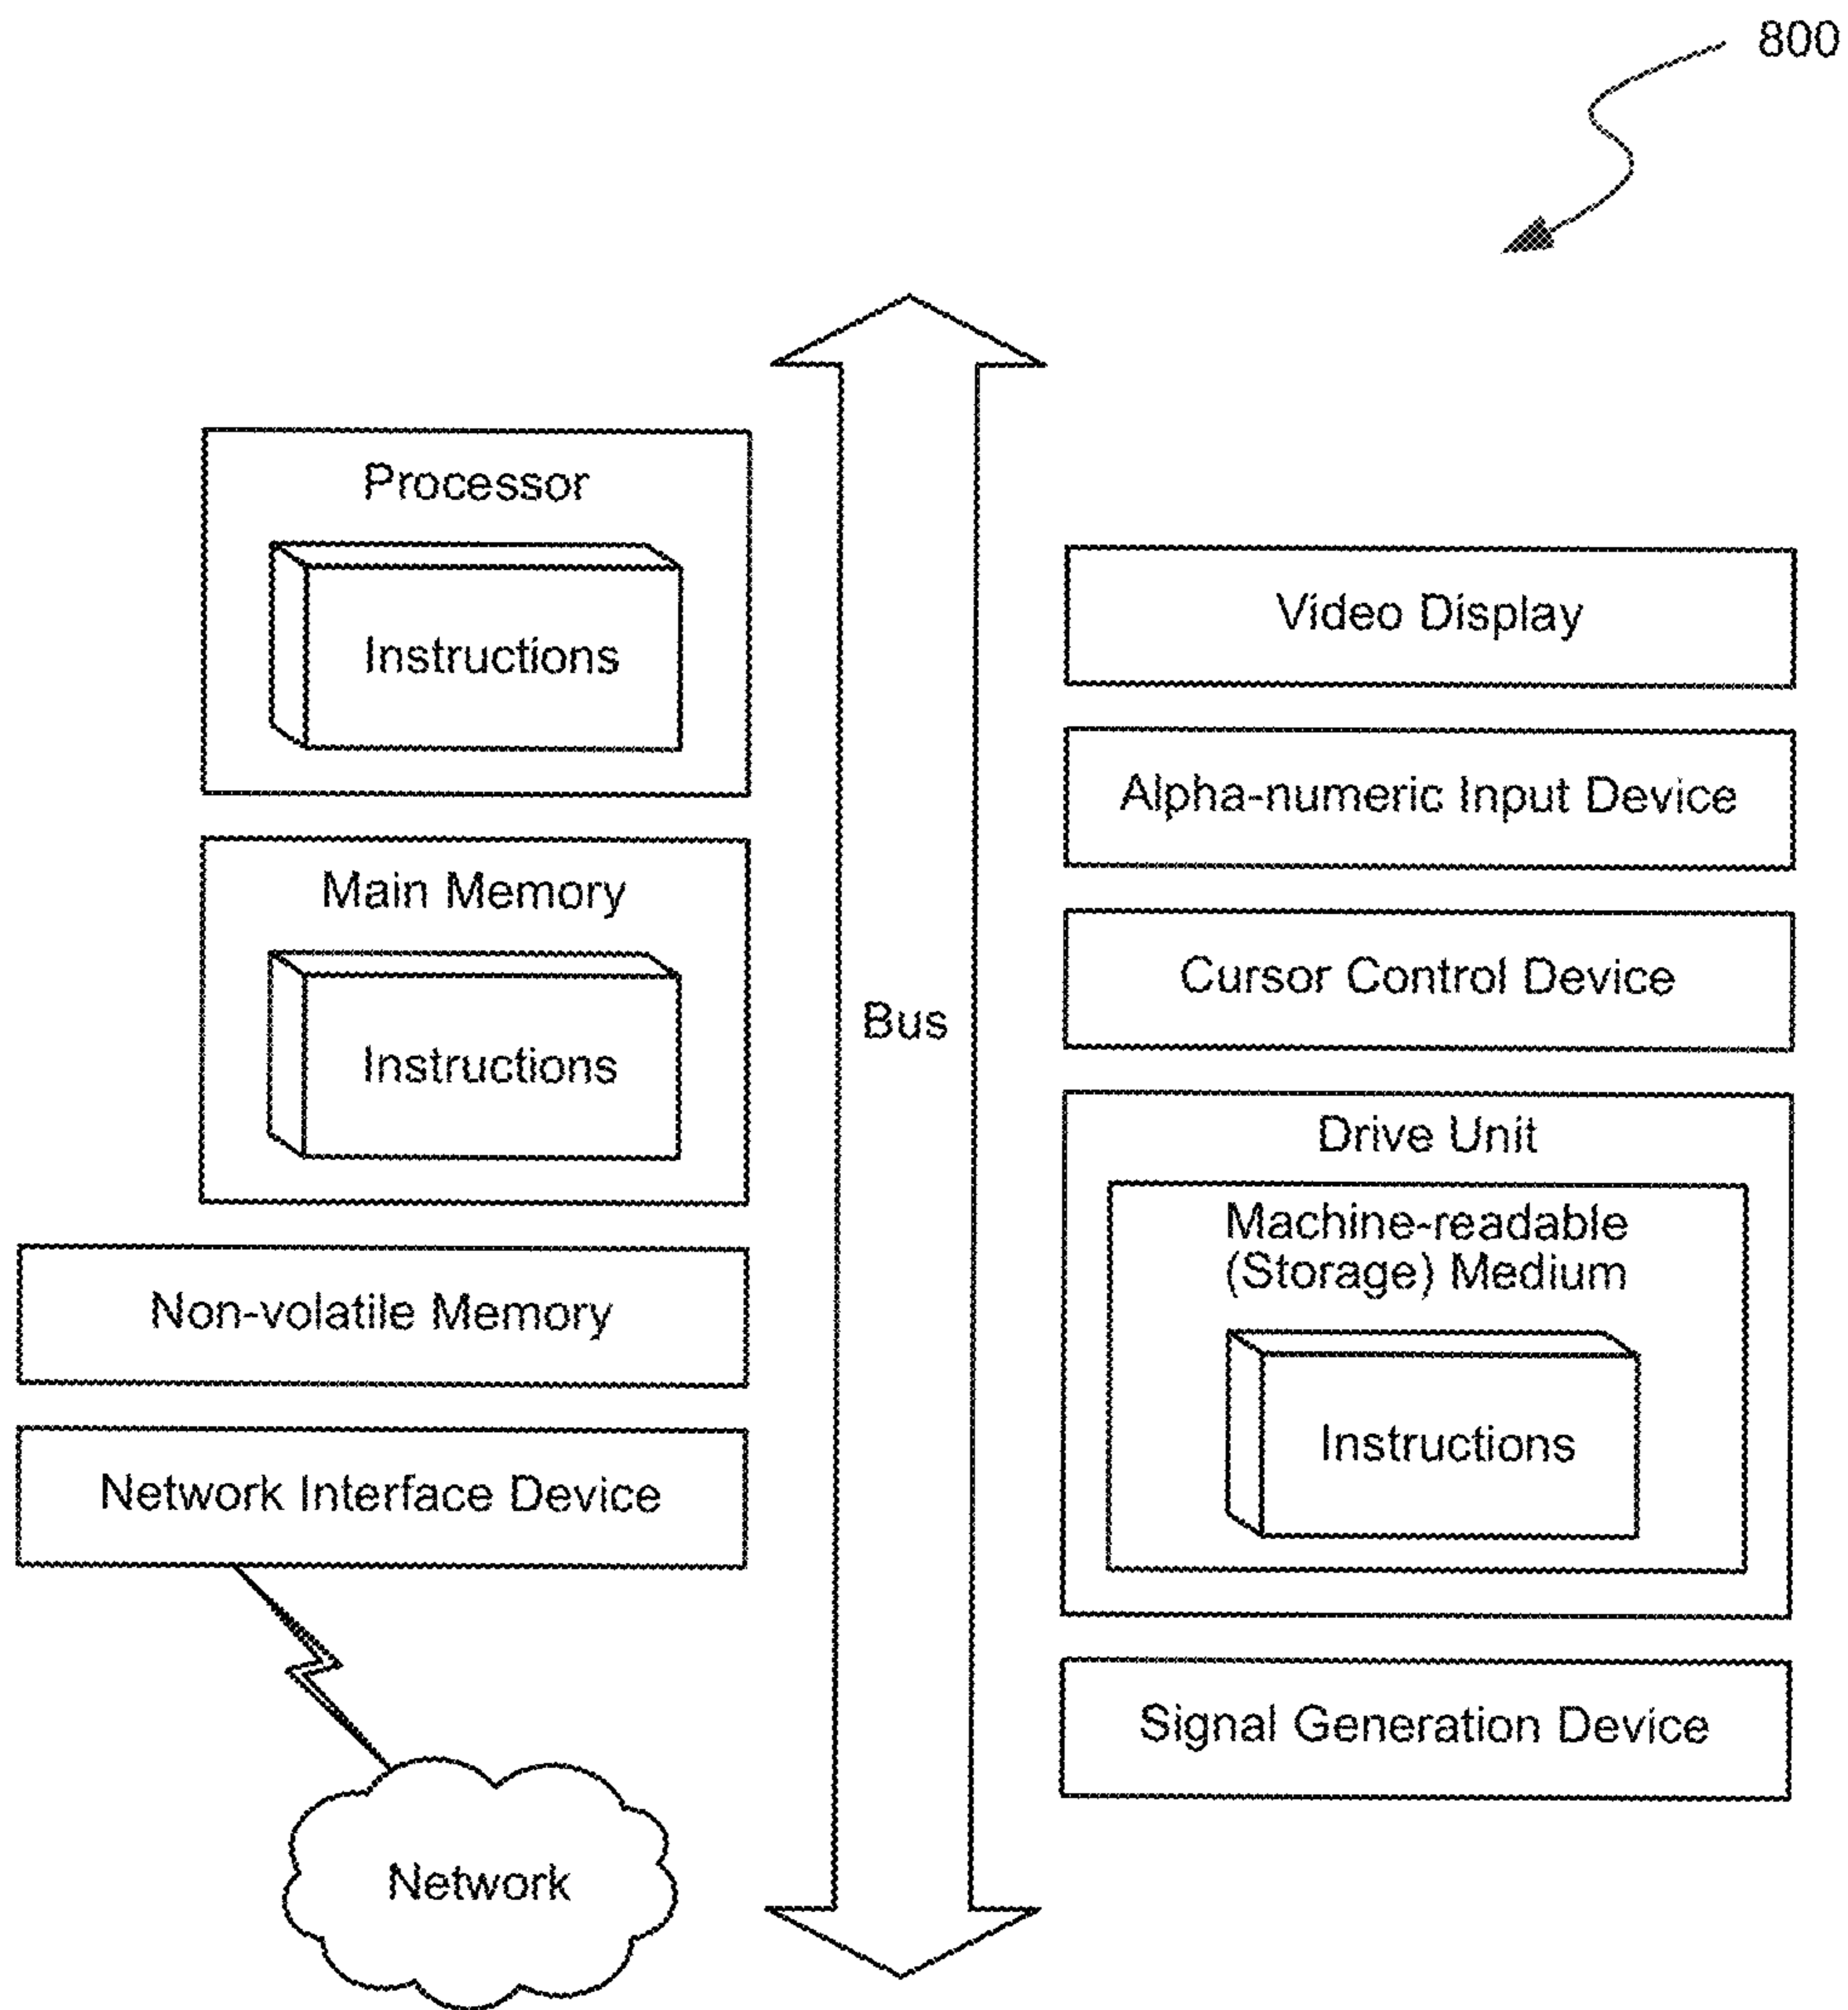 800
Processor
Instructions
Main Memory
Instructions
Non-volatile Memory
Network Interface Device
Network
Bus
Video Display
Alpha-numeric Input Device
Cursor Control Device
Drive Unit
Machine-readable
(Storage) Medium
Instructions
Signal Generation Device